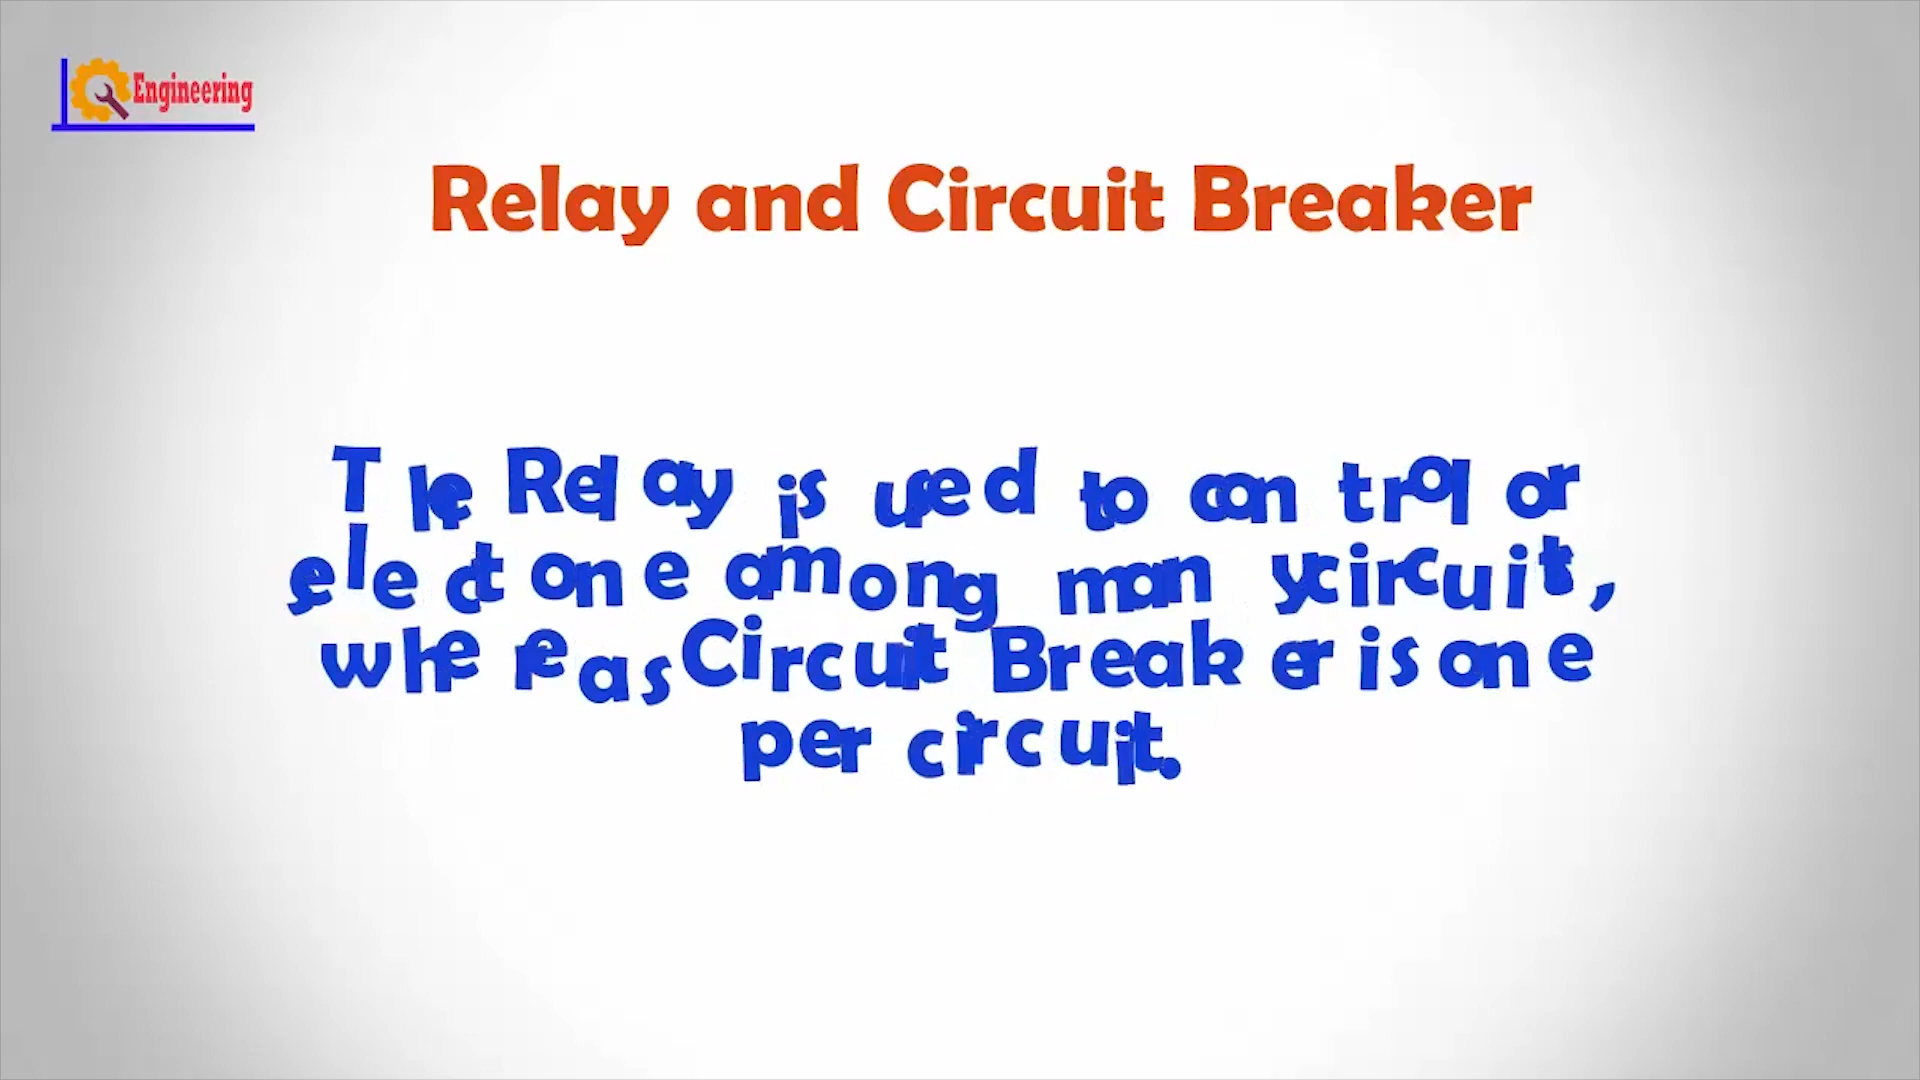 Engineering
Relay and Circuit Breaker
The Relay is used to control or
select one among many circuit,
whereas Circuit Breaker is one
per circuit.